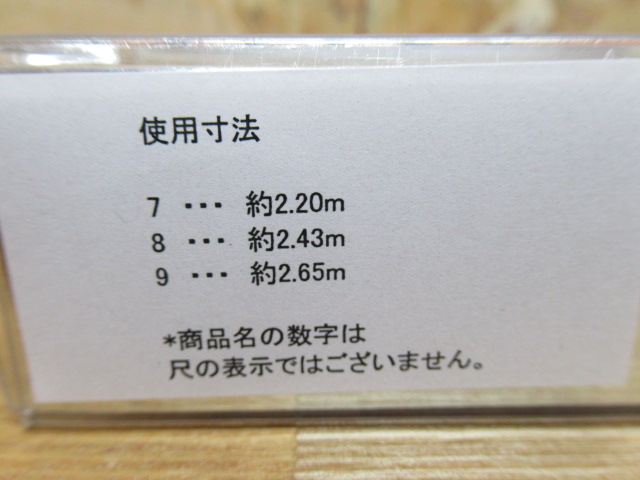 使用寸法
7 ･･･ 約2.20m
8 ･･･ 約2.43m
9 ･･･ 約2.65m
*商品名の数字は
尺の表示ではございません。